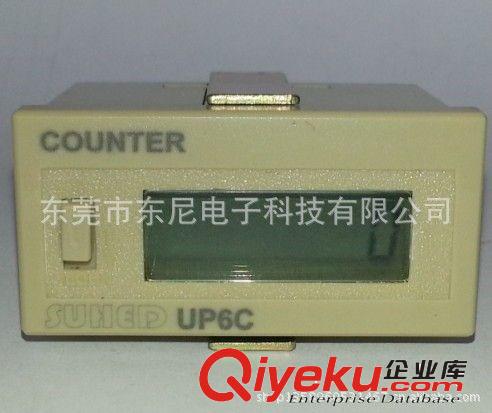 COUNTER
东莞市东尼电子科技有限公司
0
SUHED UP6C
Qiyeku 企业库
Enterprise Database